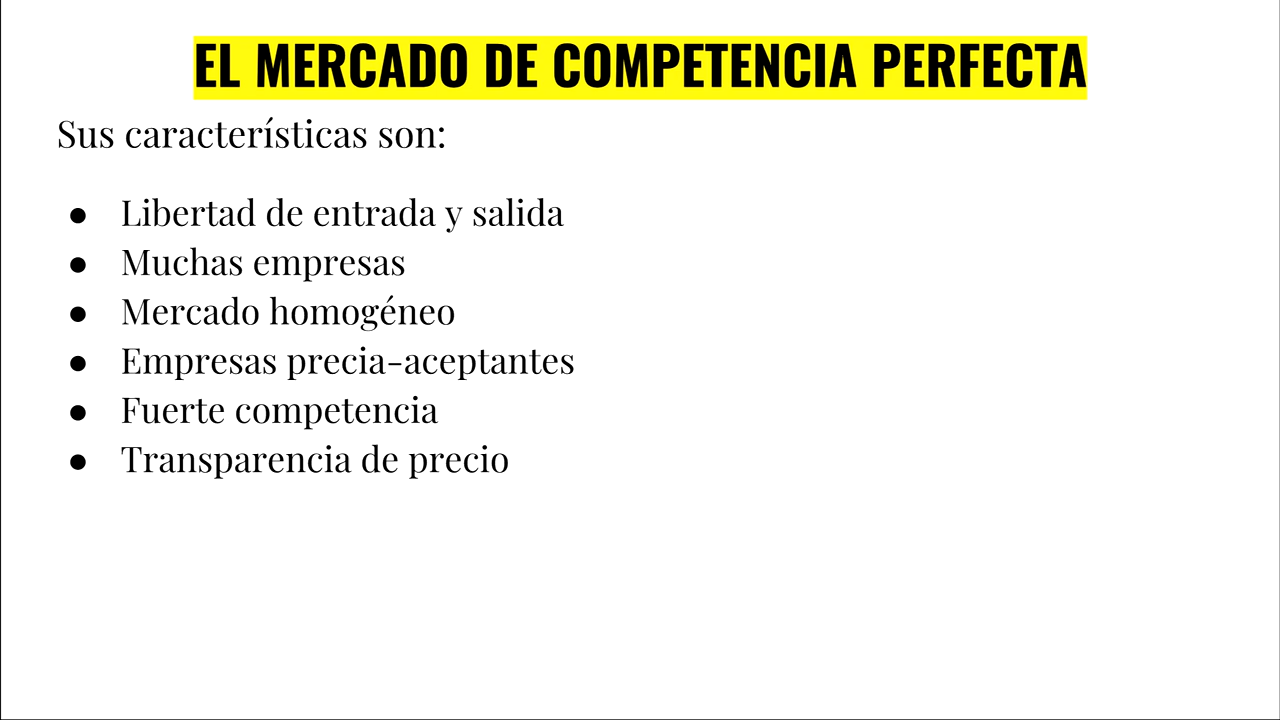 EL MERCADO DE COMPETENCIA PERFECTA
Sus características son:
● Libertad de entrada y salida
● Muchas empresas
● Mercado homogéneo
● Empresas precia-aceptantes
● Fuerte competencia
● Transparencia de precio